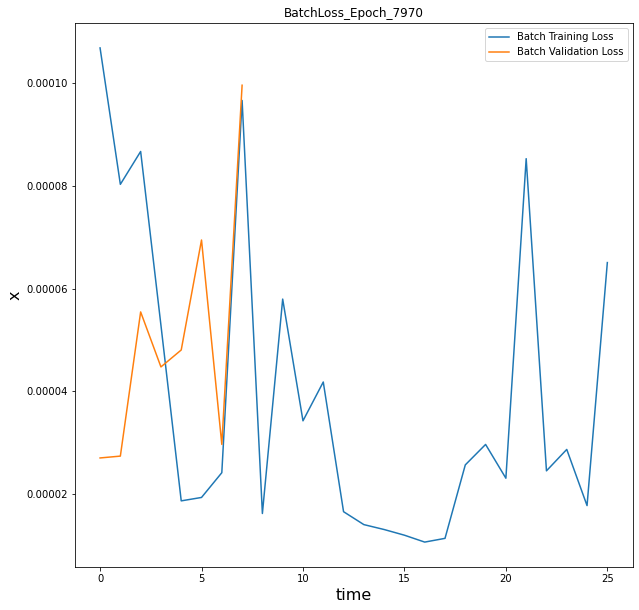 BatchLoss_Epoch_7970
Batch Training Loss
Batch Validation Loss
0.00010
0.00008
0.00006
0.00004
0.00002
x
0 5 10 15 20 25
time